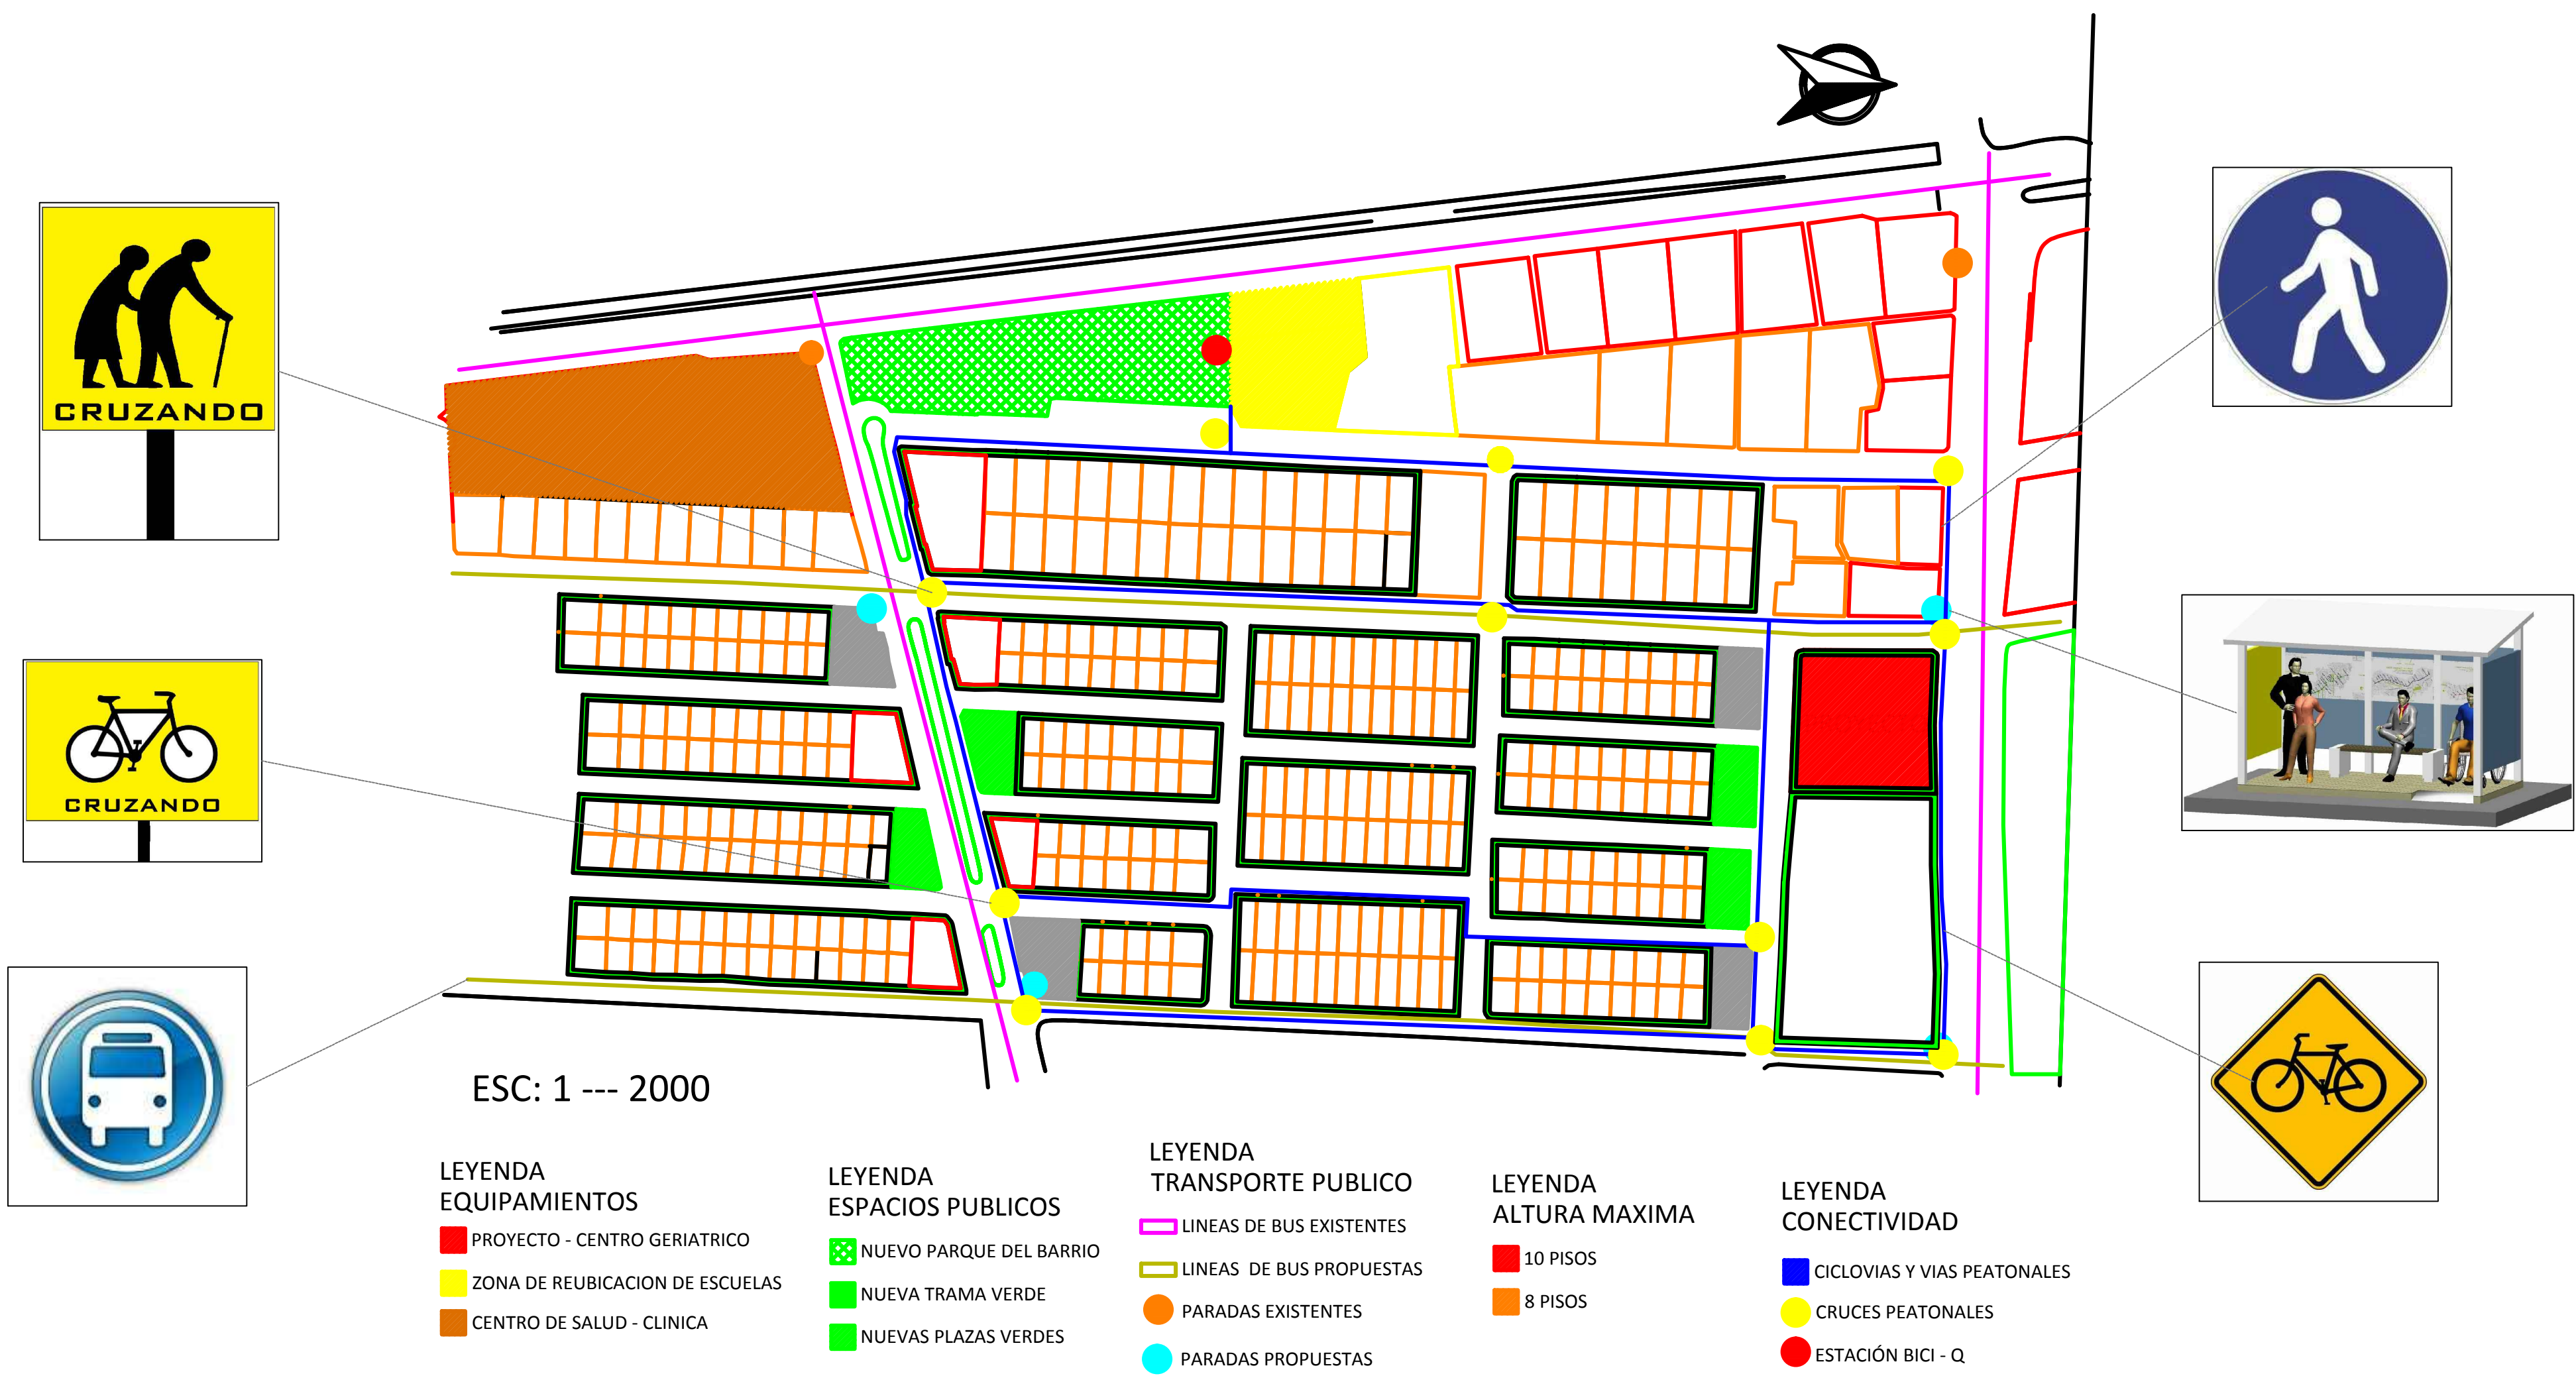 CRUZANDO
CRUZANDO
ESC: 1 --- 2000
LEYENDA
EQUIPAMIENTOS
PROYECTO - CENTRO GERIATRICO
ZONA DE REUBICACION DE ESCUELAS
CENTRO DE SALUD - CLINICA
LEYENDA
ESPACIOS PUBLICOS
NUEVO PARQUE DEL BARRIO
NUEVA TRAMA VERDE
NUEVAS PLAZAS VERDES
LEYENDA
TRANSPORTE PUBLICO
LINEAS DE BUS EXISTENTES
LINEAS DE BUS PROPUESTAS
PARADAS EXISTENTES
PARADAS PROPUESTAS
LEYENDA
ALTURA MAXIMA
10 PISOS
8 PISOS
LEYENDA
CONECTIVIDAD
CICLOVIAS Y VIAS PEATONALES
CRUCES PEATONALES
ESTACIÓN BICI - Q